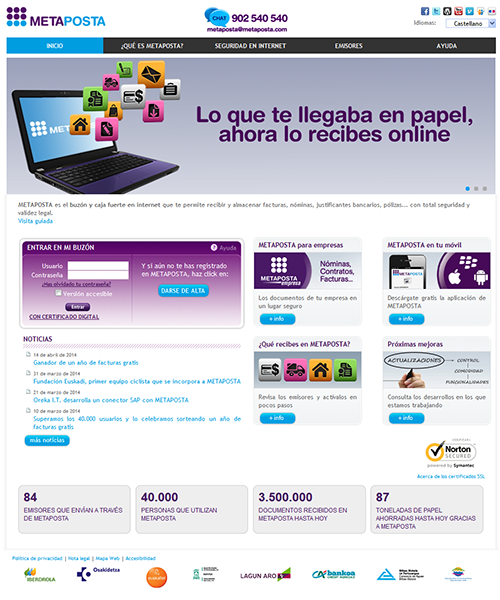 METAPOSTA
CHAT 902 540 540
metaposta@metaposta.com
Idiomas: Castellano
INICIO ¿QUÉ ES METAPOSTA? SEGURIDAD EN INTERNET EMISORES AYUDA
Lo que te llegaba en papel,
ahora lo recibes online
METAPOSTA es el buzón y caja fuerte en internet que te permite recibir y almacenar facturas, nóminas, justificantes bancarios, pólizas... con total seguridad y
validez legal.
Visita guiada
ENTRAR EN MI BUZÓN
Ayuda
Usuario
Contraseña
¿Has olvidado tu contraseña?
Versión accesible
Entrar
CON CERTIFICADO DIGITAL
Y si aún no te has registrado
en METAPOSTA, haz click en:
DARSE DE ALTA
METAPOSTA para empresas
METAPOSTA
empresa
Nóminas,
Contratos,
Facturas...
Los documentos de tu empresa en
un lugar seguro
+ info
METAPOSTA en tu móvil
METAPOSTA
Descárgate gratis la aplicación de
METAPOSTA
+ info
NOTICIAS
14 de abril de 2014
Ganador de un año de facturas gratis
31 de marzo de 2014
Fundación Euskadi, primer equipo ciclista que se incorpora a METAPOSTA
21 de marzo de 2014
Oreka I.T. desarrolla un conector SAP con METAPOSTA
10 de marzo de 2014
Superamos los 40.000 usuarios y lo celebramos sorteando un año de
facturas gratis
más noticias
¿Qué recibes en METAPOSTA?
Revisa los emisores y actívalos en
pocos pasos
+ info
Próximas mejoras
ACTUALIZACIONES
CONTROL
COMODIDAD
FUNCIONALIDADES
Consulta los desarrollos en los que
estamos trabajando
+ info
Norton
SECURED
powered by Symantec
Acerca de los certificados SSL
84
EMISORES QUE ENVÍAN A TRAVÉS
DE METAPOSTA
40.000
PERSONAS QUE UTILIZAN
METAPOSTA
3.500.000
DOCUMENTOS RECIBIDOS EN
METAPOSTA HASTA HOY
87
TONELADAS DE PAPEL
AHORRADAS HASTA HOY GRACIAS
A METAPOSTA
Política de privacidad | Nota legal | Mapa Web | Accesibilidad
IBERDROLA
Osakidetza
euskaltel
LAGUN ARO
CA bankoa
CRÉDIT AGRICOLE